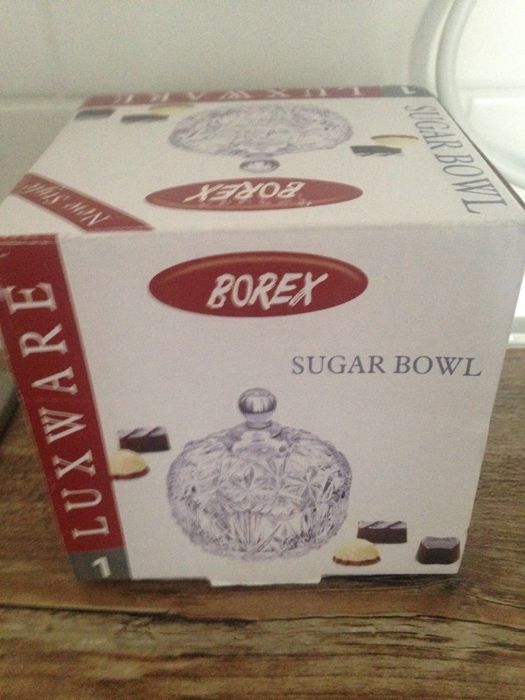 LUXWARE 1
SUGAR BOWL
BOREX
New Style
BOREX
SUGAR BOWL
LUXWARE
1